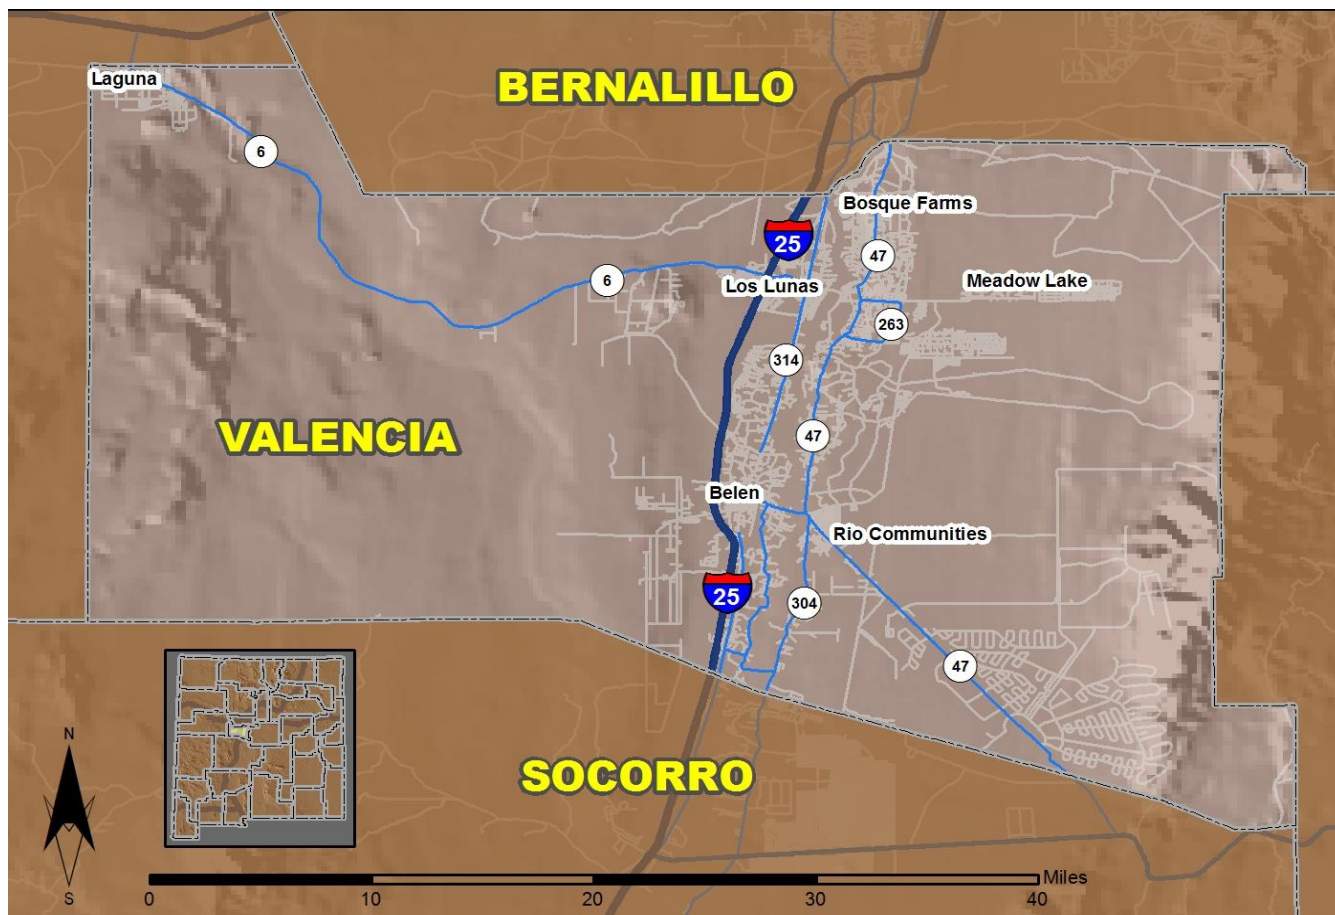 Laguna
BERNALILLO
6
Bosque Farms
25
47
6
Los Lunas
Meadow Lake
263
314
VALENCIA
47
Belen
Rio Communities
25
304
47
SOCORRO
N
S
Miles
0
10
20
30
40